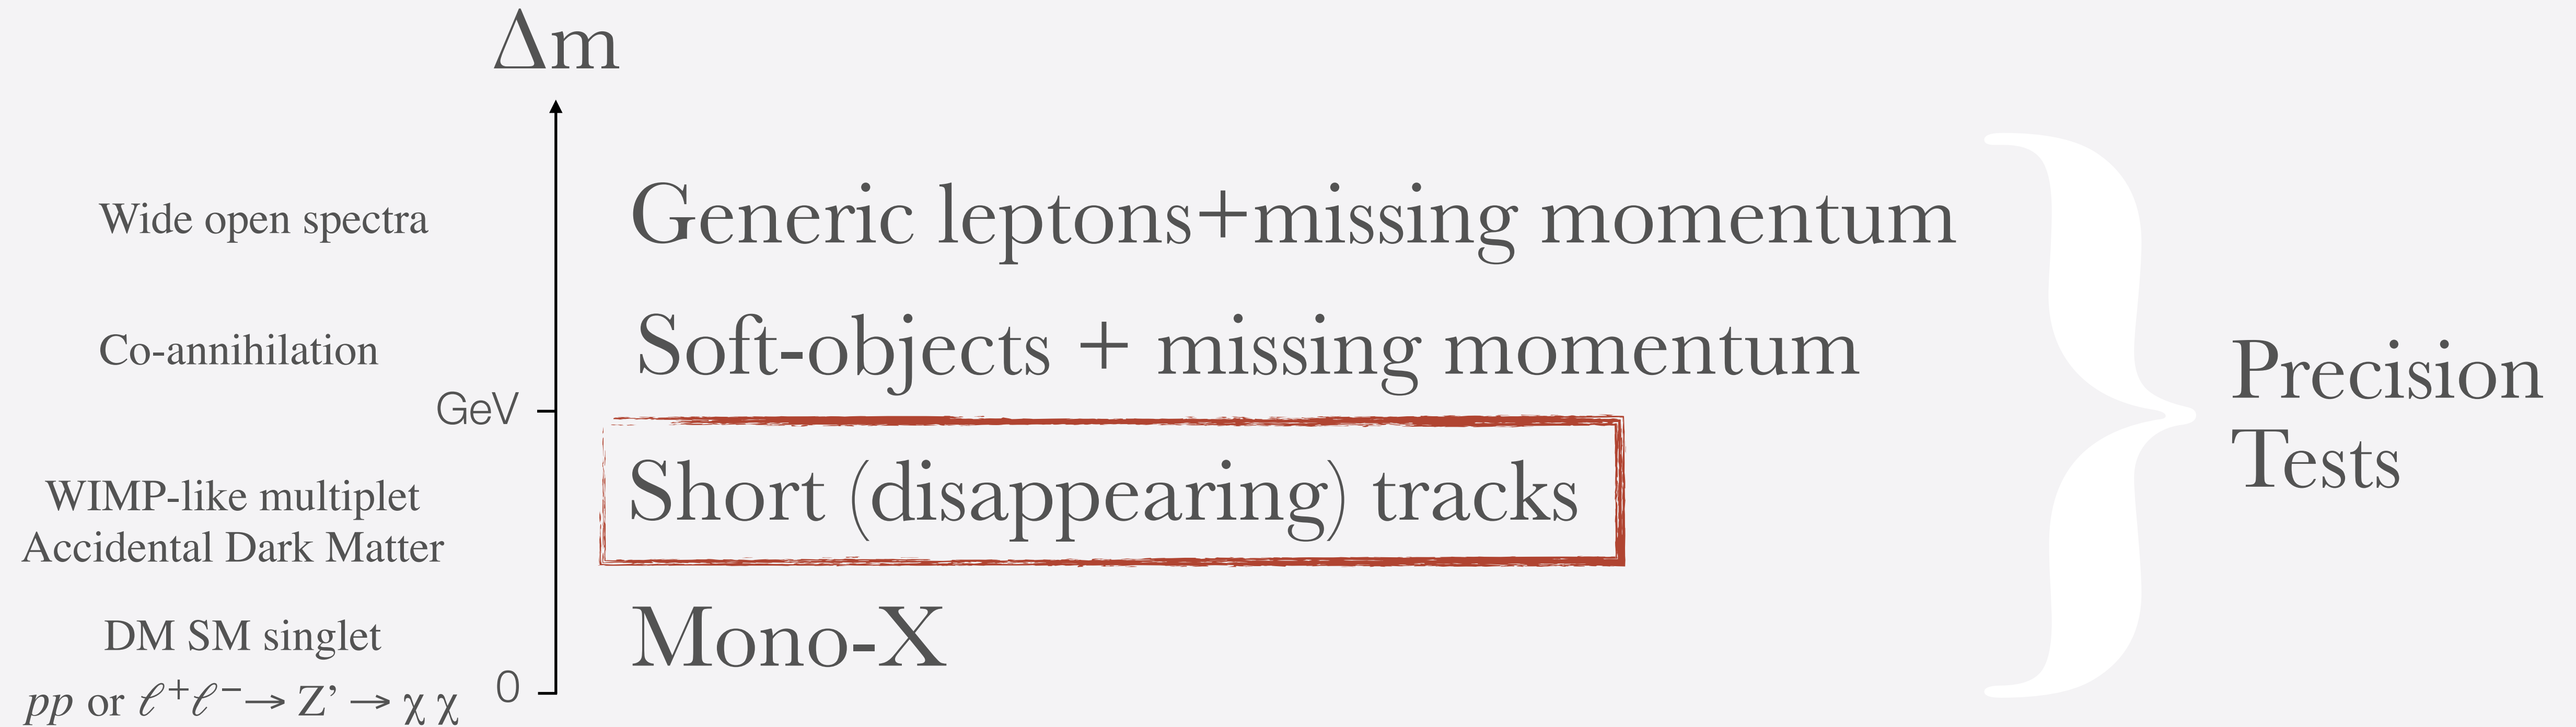 Δm
Wide open spectra
Generic leptons+missing momentum
Co-annihilation
Soft-objects + missing momentum
GeV
WIMP-like multiplet
Accidental Dark Matter
Short (disappearing) tracks
DM SM singlet
Mono-X
pp or ℓ⁺ℓ⁻→ Z’ → χ χ
0
Precision
Tests